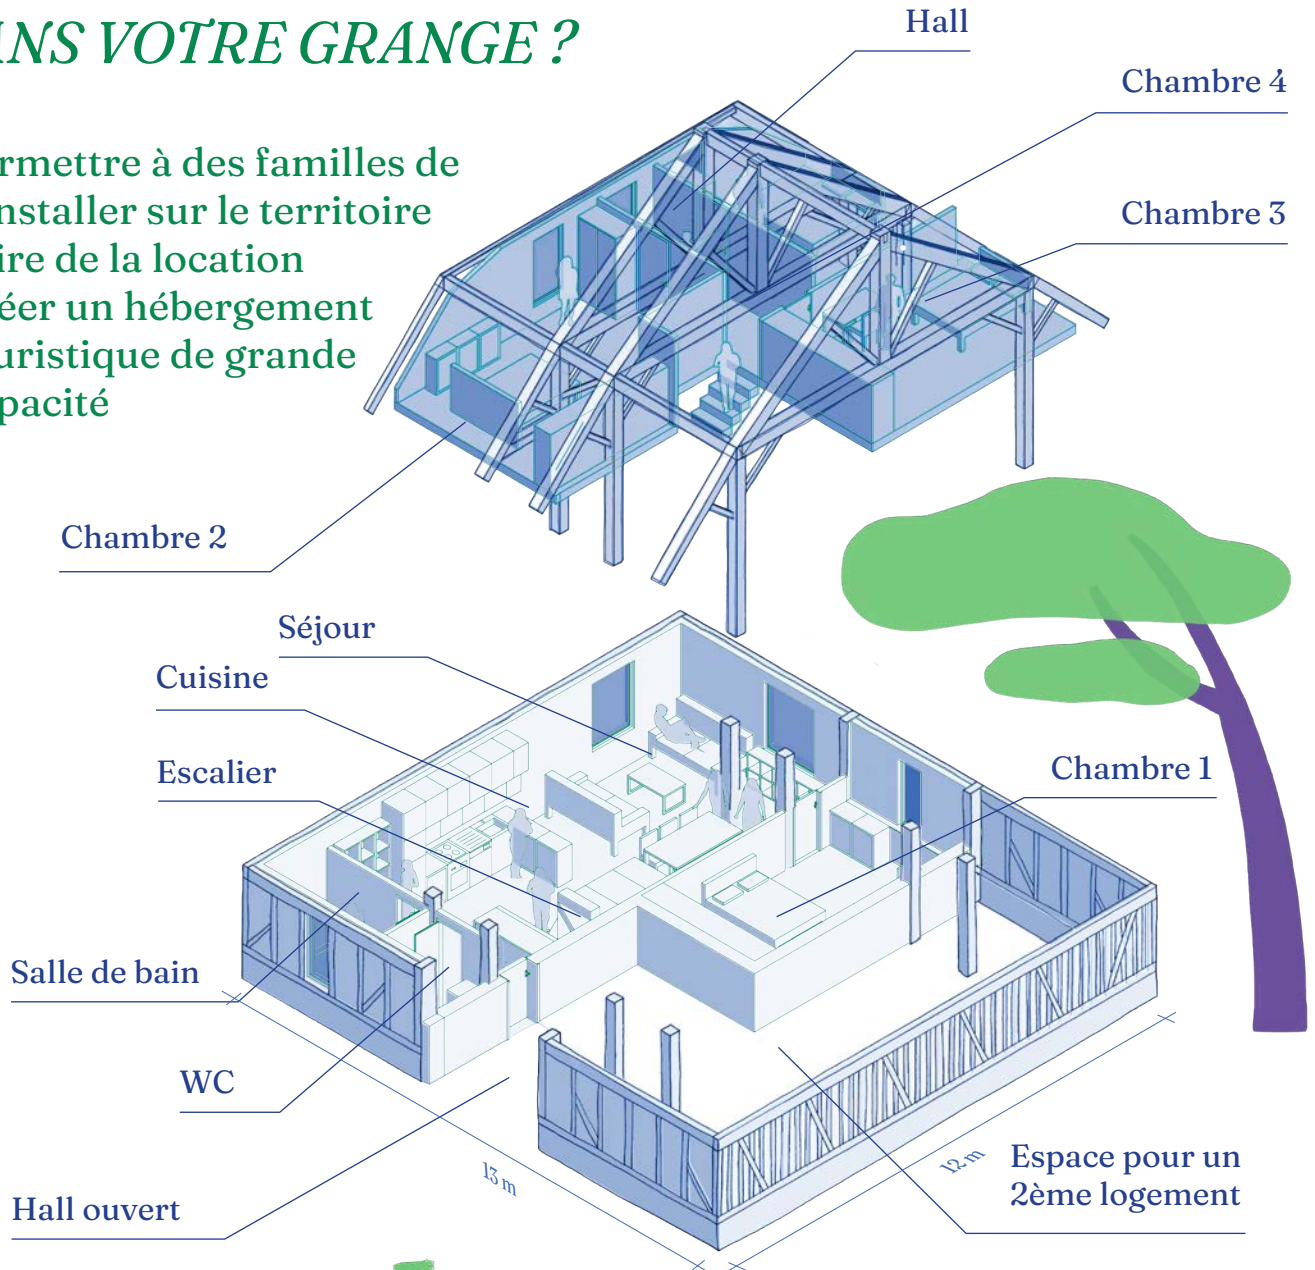 ANS VOTRE GRANGE ?
rmettre à des familles de
nstaller sur le territoire
ire de la location
éer un hébergement
uristique de grande
pacité
Hall
Chambre 4
Chambre 3
Chambre 2
Séjour
Cuisine
Escalier
Chambre 1
Salle de bain
WC
Hall ouvert
13 m
12 m
Espace pour un
2ème logement